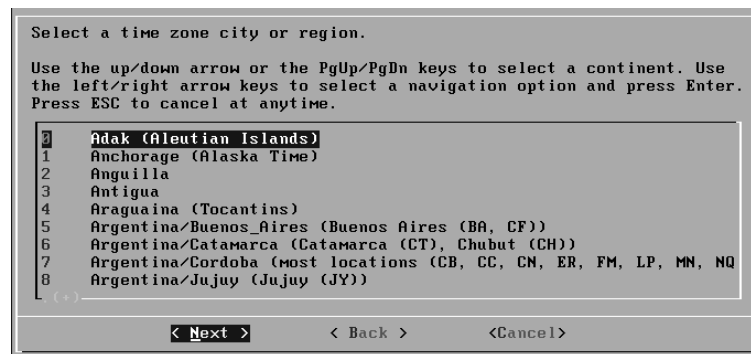 Select a time zone city or region.
Use the up/down arrow or the PgUp/PgDn keys to select a continent. Use
the left/right arrow keys to select a navigation option and press Enter.
Press ESC to cancel at anytime.
0 Adak (Aleutian Islands)
1 Anchorage (Alaska Time)
2 Anguilla
3 Antigua
4 Araguaina (Tocantins)
5 Argentina/Buenos_Aires (Buenos Aires (BA, CF))
6 Argentina/Catamarca (Catamarca (CT), Chubut (CH))
7 Argentina/Cordoba (most locations (CB, CC, CN, ER, FM, LP, MN, NQ
8 Argentina/Jujuy (Jujuy (JY))
(+)
< Next > < Back > <Cancel>